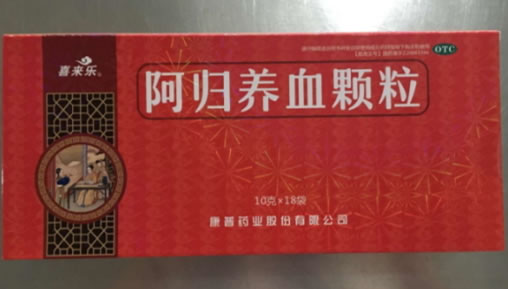 喜来乐
OTC
阿归养血颗粒
10克×18袋
康普药业股份有限公司